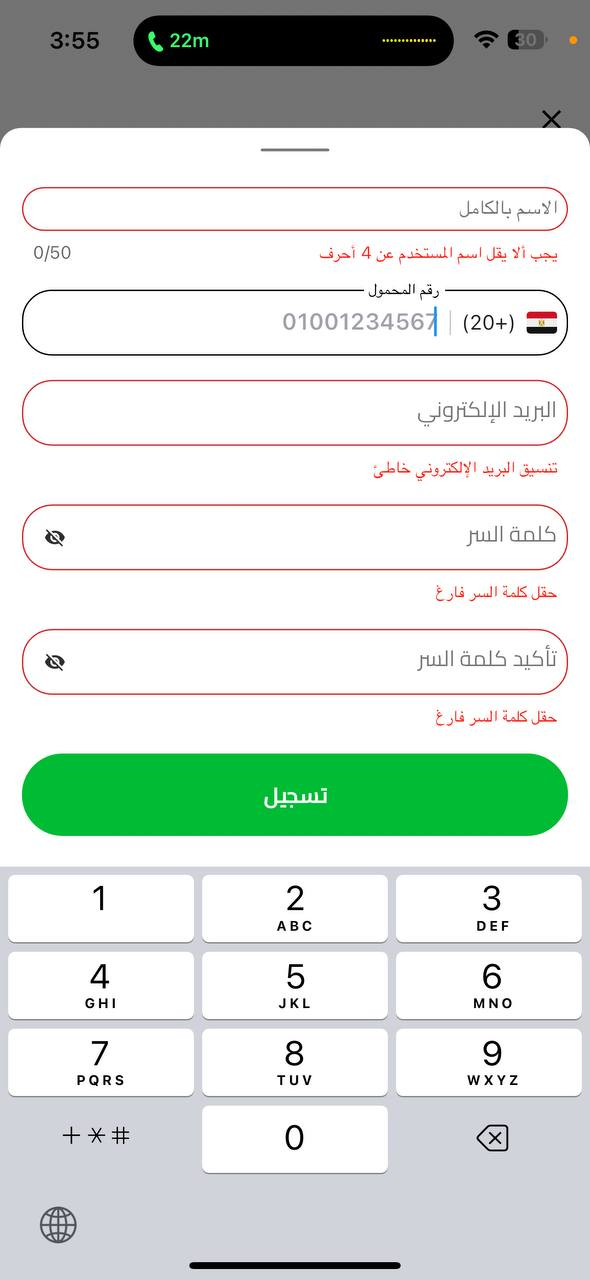 3:55
22m
30
الاسم بالكامل
يجب ألا يقل اسم المستخدم عن 4 أحرف
0/50
رقم المحمول
(+20)
01001234567
البريد الإلكتروني
تنسيق البريد الإلكتروني خاطئ
كلمة السر
حقل كلمة السر فارغ
تأكيد كلمة السر
حقل كلمة السر فارغ
تسجيل
1
2 ABC
3 DEF
4 GHI
5 JKL
6 MNO
7 PQRS
8 TUV
9 WXYZ
+*#
0